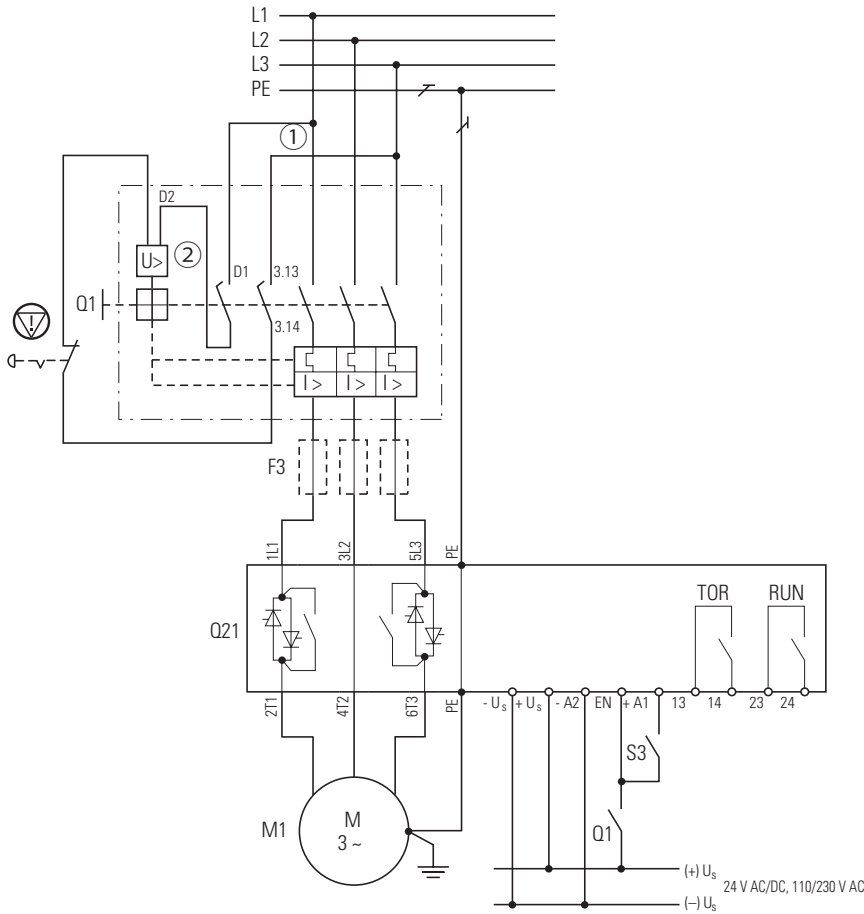 L1
L2
L3
PE
1
D2
U>
2
D1
3.13
Q1
3.14
I > I > I >
F3
1L1 3L2 5L3 PE
TOR RUN
Q21
2T1 4T2 6T3 PE
- Us + Us - A2 EN + A1 13 14 23 24
S3
M1
M
3 ~
Q1
(+) Us
24 V AC/DC, 110/230 V AC
(–) Us